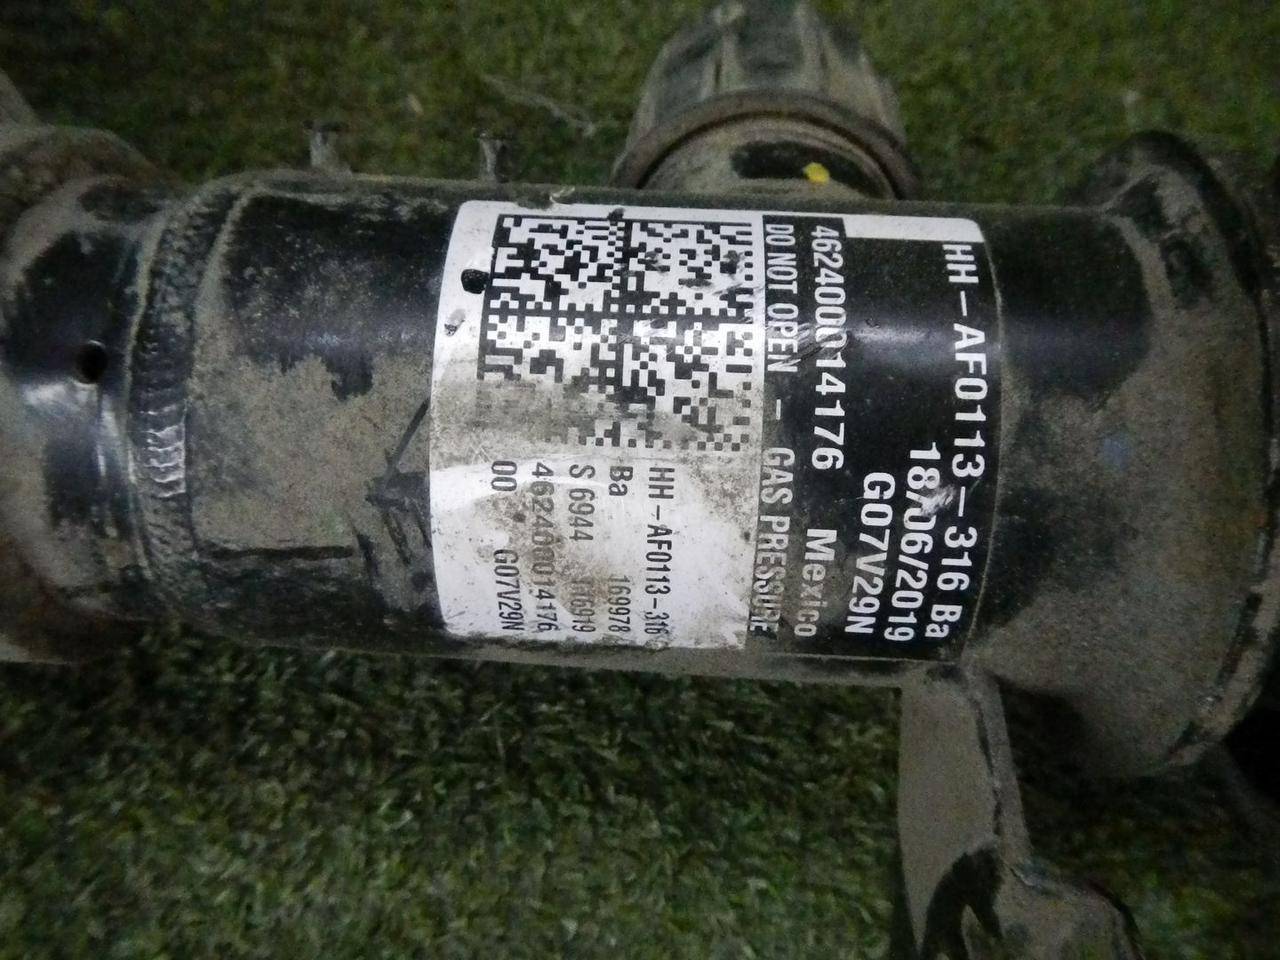 HH-AF0113-316 Ba
18/06/2019
G07V29N
4624000014176 Mexico
DO NOT OPEN - GAS PRESSURE
HH-AF0113-316
Ba 169978
S 6944 116919
4624000014176
00 G07V29N